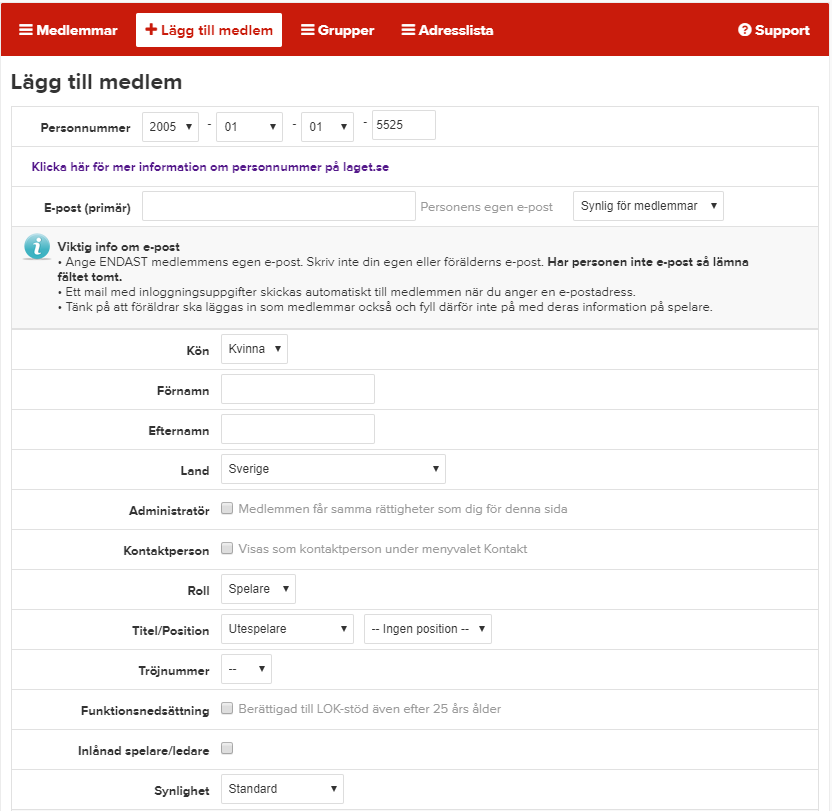 Medlemmar Lägg till medlem Grupper Adresslista Support
Lägg till medlem
Personnummer 2005 - 01 - 01 - 5525
Klicka här för mer information om personnummer på laget.se
E-post (primär) Personens egen e-post Synlig för medlemmar
Viktig info om e-post
• Ange ENDAST medlemmens egen e-post. Skriv inte din egen eller förälderns e-post. Har personen inte e-post så lämna
fältet tomt.
• Ett mail med inloggningsuppgifter skickas automatiskt till medlemmen när du anger en e-postadress.
• Tänk på att föräldrar ska läggas in som medlemmar också och fyll därför inte på med deras information på spelare.
Kön Kvinna
Förnamn
Efternamn
Land Sverige
Administratör Medlemmen får samma rättigheter som dig för denna sida
Kontaktperson Visas som kontaktperson under menyvalet Kontakt
Roll Spelare
Titel/Position Utespelare -- Ingen position --
Tröjnummer --
Funktionsnedsättning Berättigad till LOK-stöd även efter 25 års ålder
Inlånad spelare/ledare
Synlighet Standard